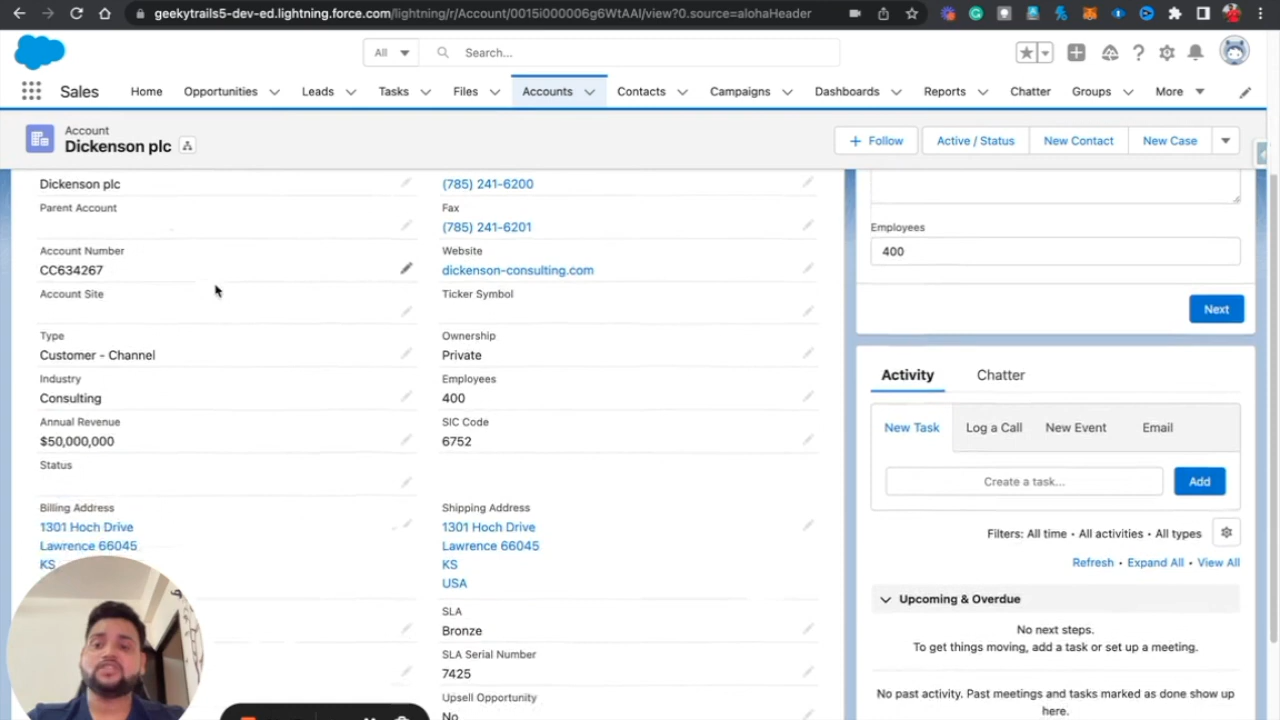 geekytrails5-dev-ed.lightning.force.com/lightning/r/Account/0015i000006g6WtAAI/view?0.source=alohaHeader
All
Search...
Sales
Home
Opportunities
Leads
Tasks
Files
Accounts
Contacts
Campaigns
Dashboards
Reports
Chatter
Groups
More
Account
Dickenson plc
Follow
Active / Status
New Contact
New Case
Dickenson plc
(785) 241-6200
Parent Account
Fax
(785) 241-6201
Account Number
CC634267
Website
dickenson-consulting.com
Account Site
Ticker Symbol
Type
Customer - Channel
Ownership
Private
Industry
Consulting
Employees
400
Annual Revenue
$50,000,000
SIC Code
6752
Status
Billing Address
1301 Hoch Drive
Lawrence 66045
KS
Shipping Address
1301 Hoch Drive
Lawrence 66045
KS
USA
SLA
Bronze
SLA Serial Number
7425
Upsell Opportunity
No
Employees
400
Next
Activity
Chatter
New Task
Log a Call
New Event
Email
Create a task...
Add
Filters: All time • All activities • All types
Refresh • Expand All • View All
Upcoming & Overdue
No next steps.
To get things moving, add a task or set up a meeting.
No past activity. Past meetings and tasks marked as done show up
here.